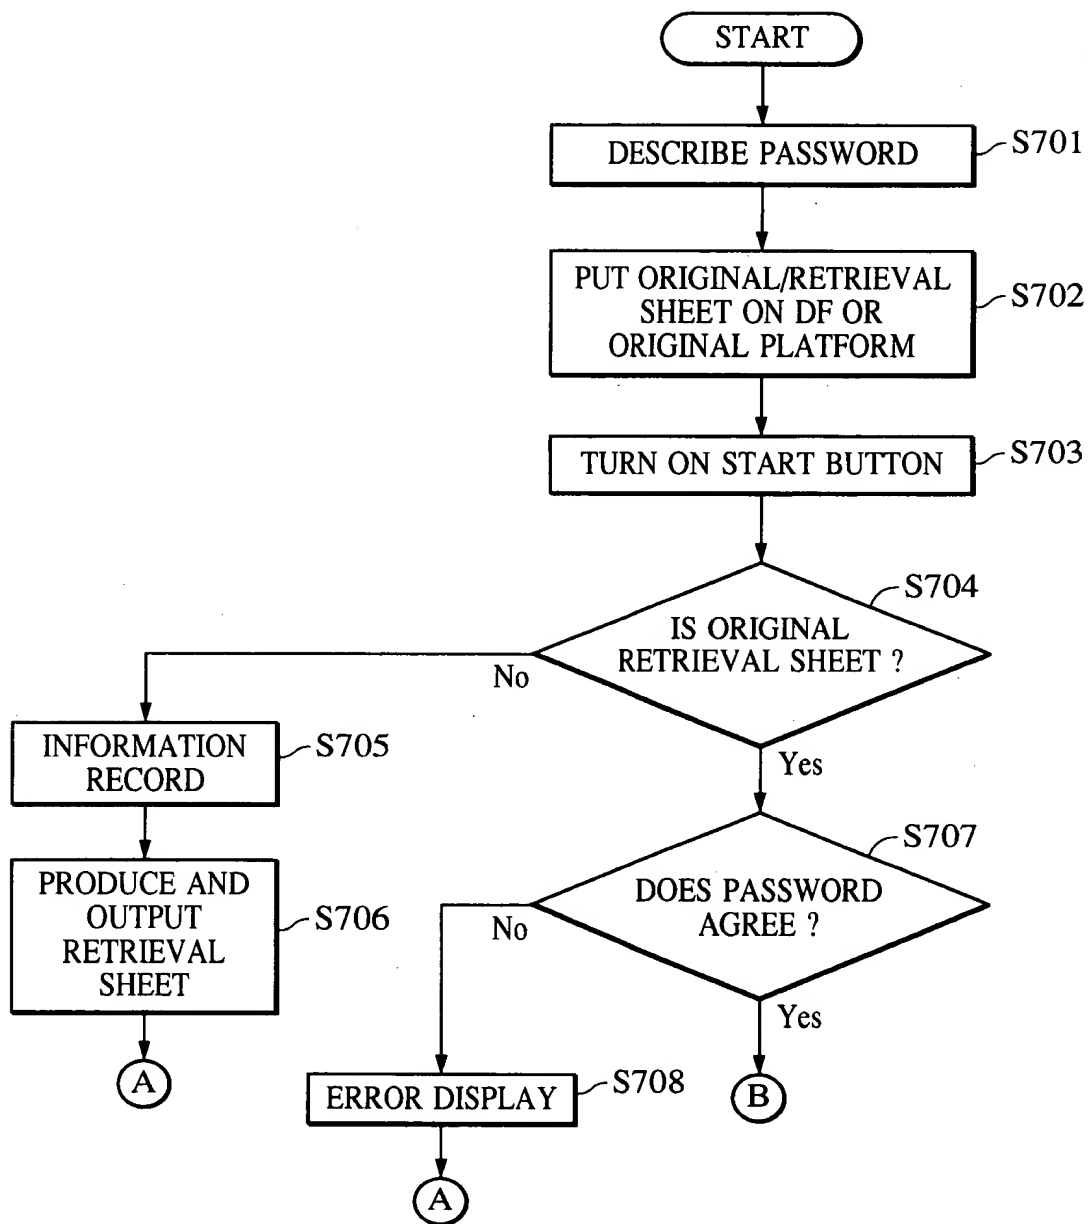 START
DESCRIBE PASSWORD
S701
PUT ORIGINAL/RETRIEVAL
SHEET ON DF OR
ORIGINAL PLATFORM
S702
TURN ON START BUTTON
S703
S704
IS ORIGINAL
RETRIEVAL SHEET ?
No
Yes
INFORMATION
RECORD
S705
PRODUCE AND
OUTPUT
RETRIEVAL
SHEET
S706
A
S707
DOES PASSWORD
AGREE ?
No
Yes
ERROR DISPLAY
S708
A
B